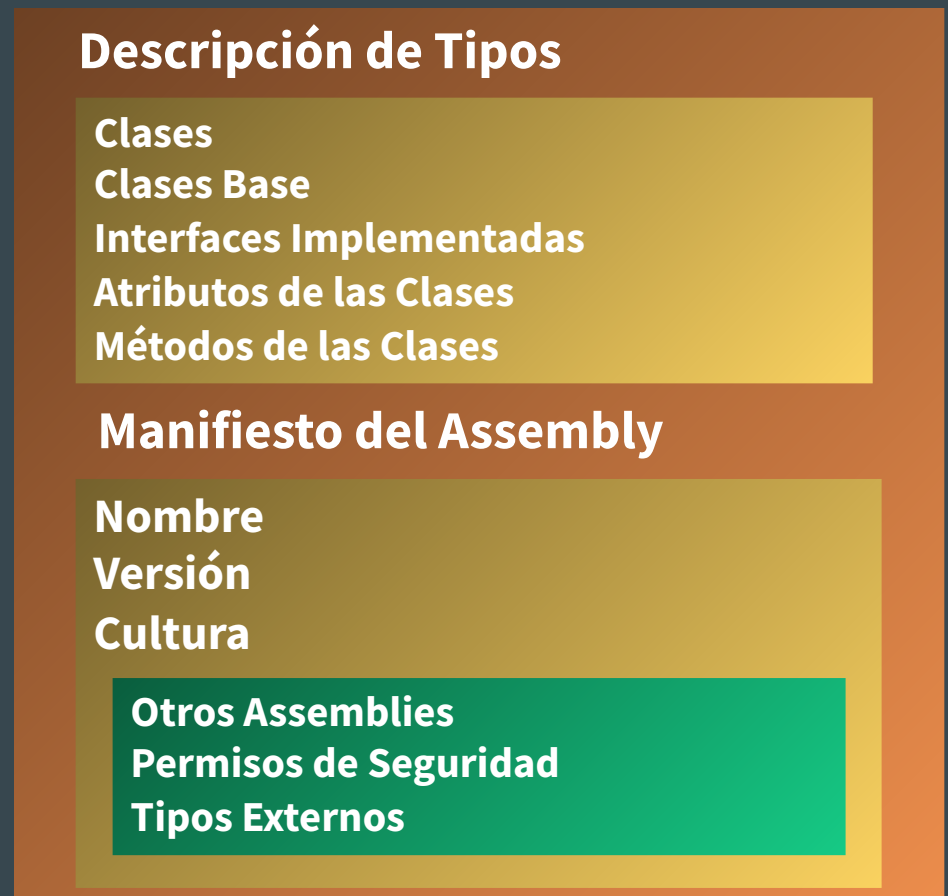 Descripción de Tipos
Clases
Clases Base
Interfaces Implementadas
Atributos de las Clases
Métodos de las Clases
Manifiesto del Assembly
Nombre
Versión
Cultura
Otros Assemblies
Permisos de Seguridad
Tipos Externos